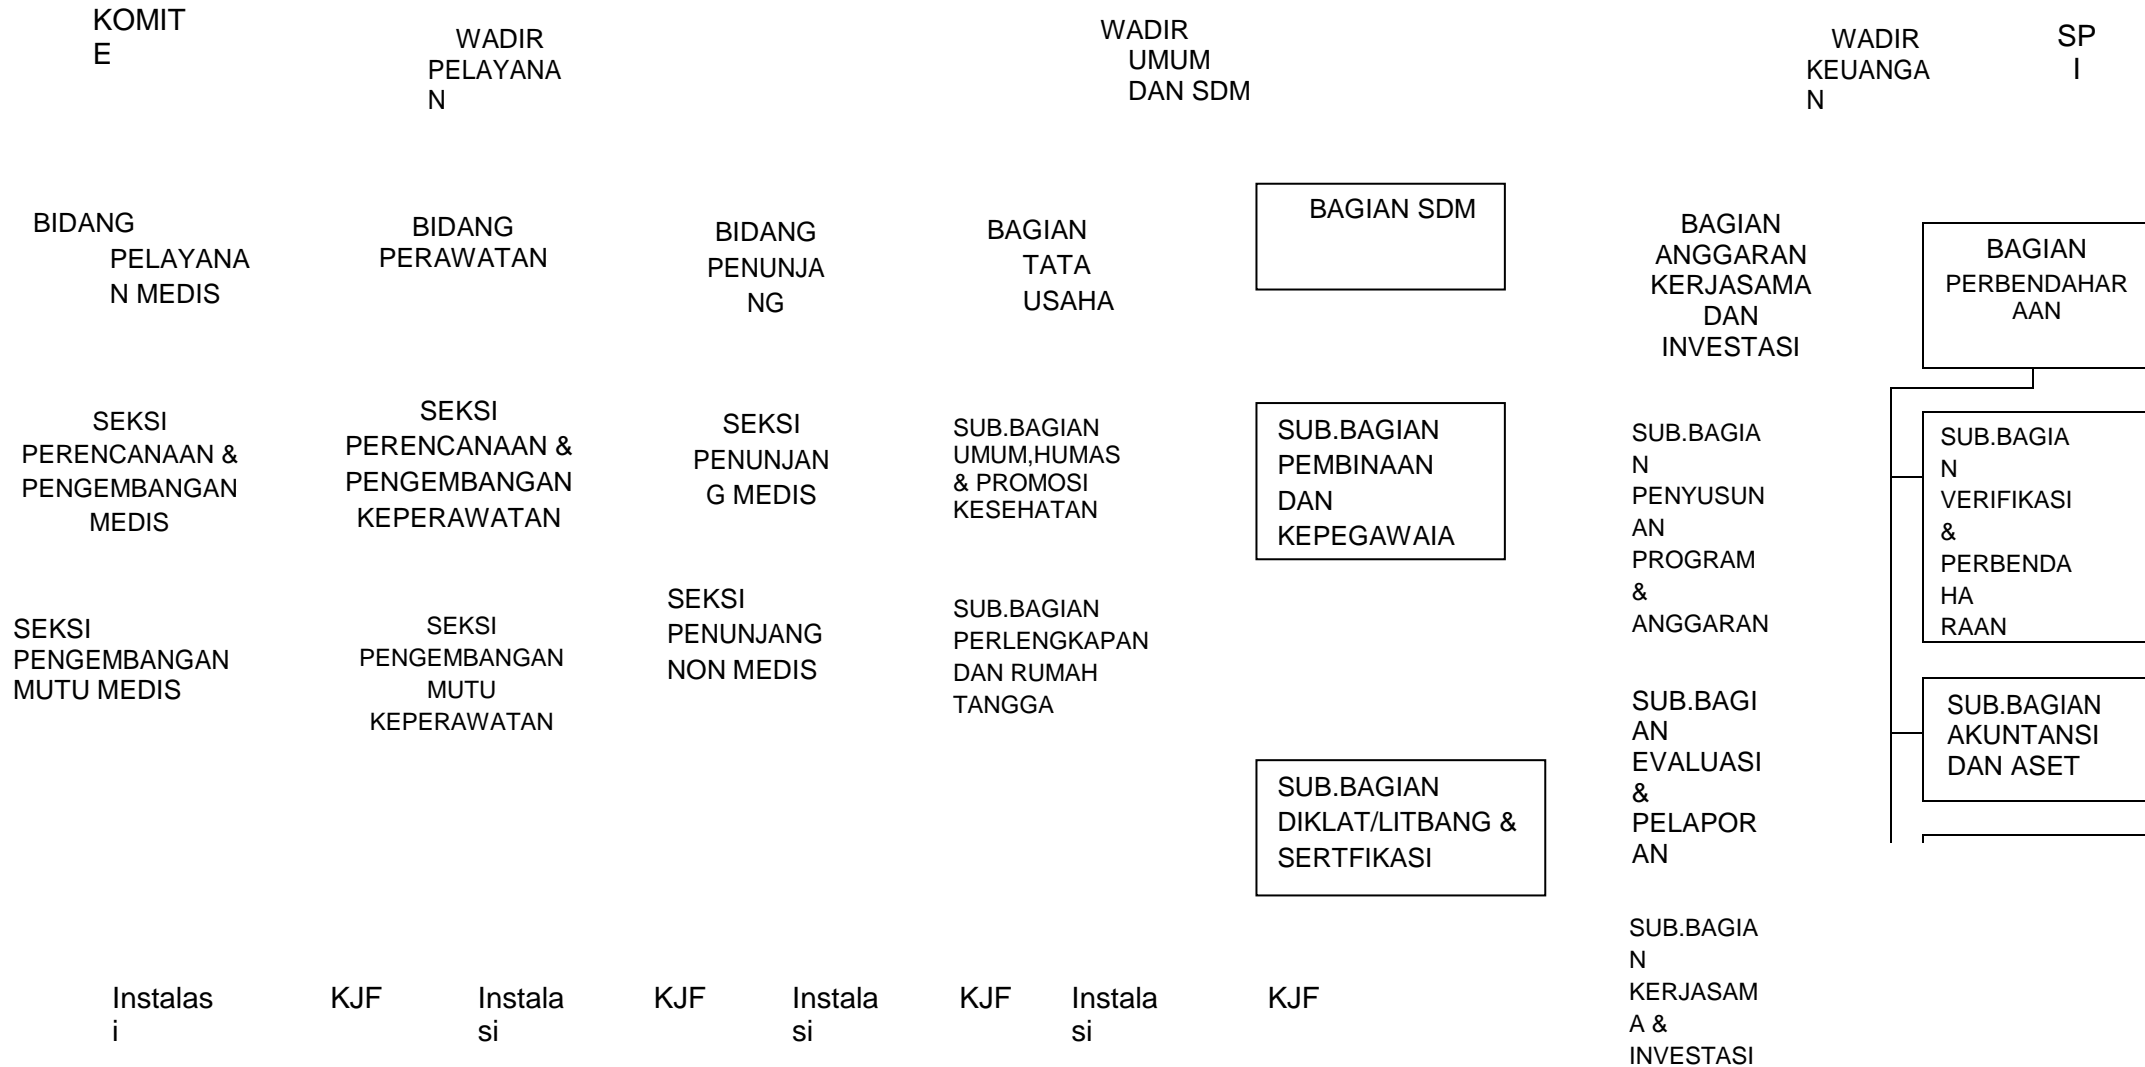 KOMIT
E
WADIR
PELAYANA
N
WADIR
UMUM
DAN SDM
WADIR
KEUANGA
N
SP
I
BIDANG
PELAYANA
N MEDIS
BIDANG
PERAWATAN
BIDANG
PENUNJA
NG
BAGIAN
TATA
USAHA
BAGIAN SDM
BAGIAN
ANGGARAN
KERJASAMA
DAN
INVESTASI
BAGIAN
PERBENDAHAR
AAN
SEKSI
PERENCANAAN &
PENGEMBANGAN
MEDIS
SEKSI
PERENCANAAN &
PENGEMBANGAN
KEPERAWATAN
SEKSI
PENUNJAN
G MEDIS
SUB.BAGIAN
UMUM,HUMAS
& PROMOSI
KESEHATAN
SUB.BAGIAN
PEMBINAAN
DAN
KEPEGAWAIA
SUB.BAGIA
N
PENYUSUN
AN
PROGRAM
&
ANGGARAN
SUB.BAGIA
N
VERIFIKASI
&
PERBENDA
HA
RAAN
SEKSI
PENGEMBANGAN
MUTU MEDIS
SEKSI
PENGEMBANGAN
MUTU
KEPERAWATAN
SEKSI
PENUNJANG
NON MEDIS
SUB.BAGIAN
PERLENGKAPAN
DAN RUMAH
TANGGA
SUB.BAGIAN
DIKLAT/LITBANG &
SERTFIKASI
SUB.BAGI
AN
EVALUASI
&
PELAPOR
AN
SUB.BAGIAN
AKUNTANSI
DAN ASET
SUB.BAGIA
N
KERJASAM
A &
INVESTASI
Instalas
i
KJF
Instala
si
KJF
Instala
si
KJF
Instala
si
KJF